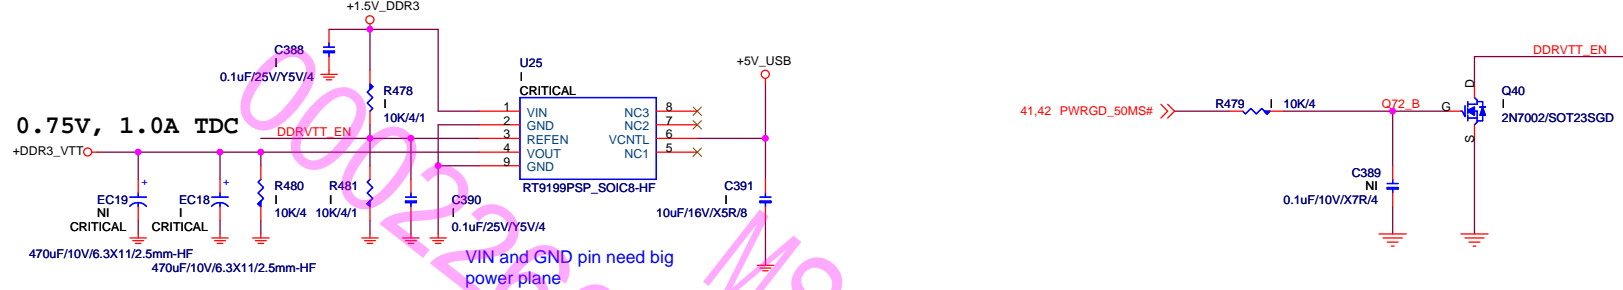 +1.5V_DDR3
C388
I
0.1uF/25V/Y5V/4
R478
I
10K/4/1
U25
I
CRITICAL
+5V_USB
0.75V, 1.0A TDC
+DDR3_VTT
DDRVTT_EN
1 VIN NC3 8
2 GND NC2 7
3 REFEN VCNTL 6
4 VOUT NC1 5
9 GND
RT9199PSP_SOIC8-HF
EC19
NI
CRITICAL
470uF/10V/6.3X11/2.5mm-HF
EC18
I
CRITICAL
470uF/10V/6.3X11/2.5mm-HF
R480
I
10K/4
R481
I
10K/4/1
C390
I
0.1uF/25V/Y5V/4
C391
I
10uF/16V/X5R/8
VIN and GND pin need big
power plane
41,42 PWRGD_50MS#
R479 I 10K/4
Q72_B
G
D
S
DDRVTT_EN
Q40
I
2N7002/SOT23SGD
C389
NI
0.1uF/10V/X7R/4